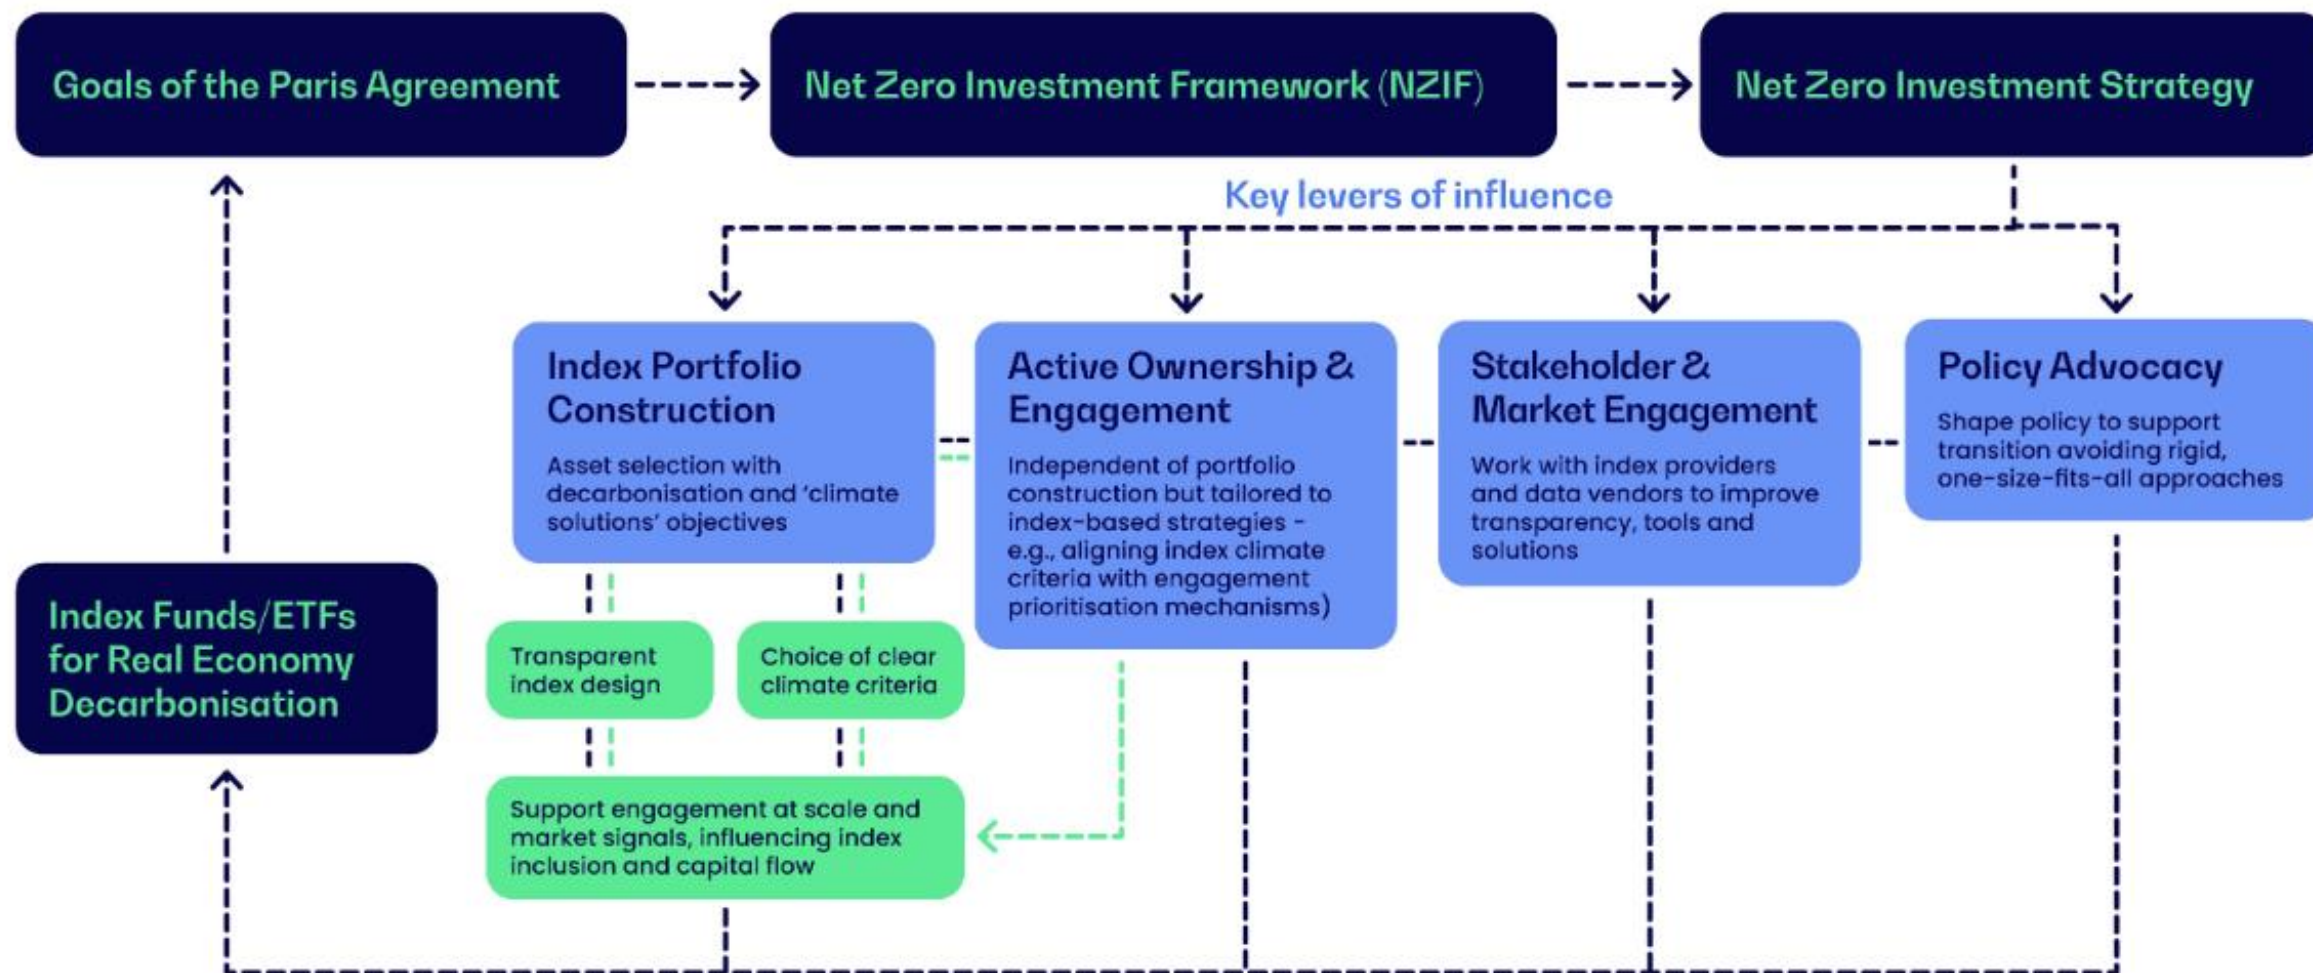 Goals of the Paris Agreement
Net Zero Investment Framework (NZIF)
Net Zero Investment Strategy
Key levers of influence
Index Portfolio
Construction
Asset selection with
decarbonisation and ‘climate
solutions’ objectives
Active Ownership &
Engagement
Independent of portfolio
construction but tailored to
index-based strategies -
e.g., aligning index climate
criteria with engagement
prioritisation mechanisms)
Stakeholder &
Market Engagement
Work with index providers
and data vendors to improve
transparency, tools and
solutions
Policy Advocacy
Shape policy to support
transition avoiding rigid,
one-size-fits-all approaches
Index Funds/ETFs
for Real Economy
Decarbonisation
Transparent
index design
Choice of clear
climate criteria
Support engagement at scale and
market signals, influencing index
inclusion and capital flow